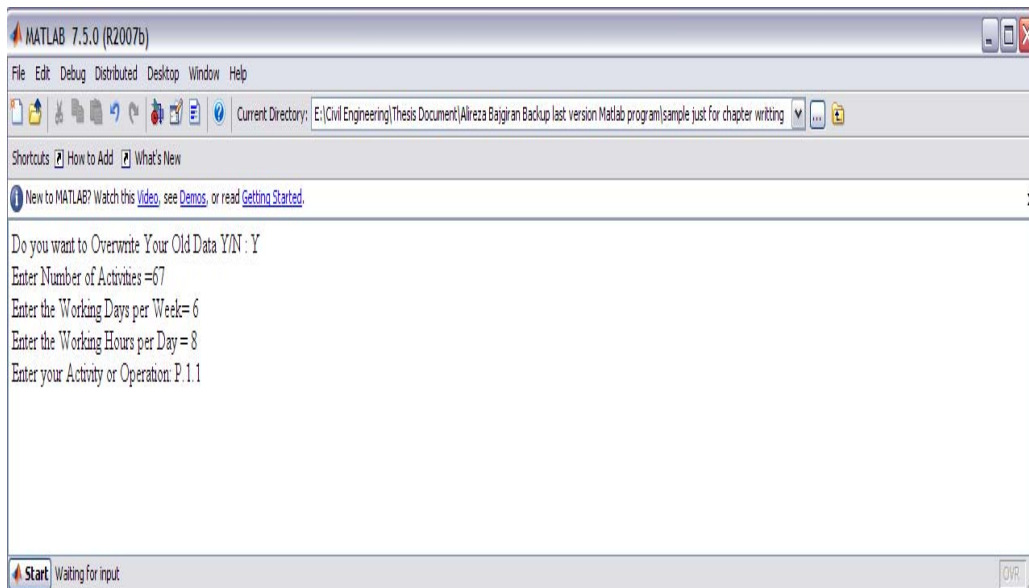 MATLAB 7.5.0 (R2007b)
File Edit Debug Distributed Desktop Window Help
Current Directory: E:\Civil Engineering\Thesis Document\Alireza Bajgiran Backup last version Matlab program\sample just for chapter writting
Shortcuts How to Add What's New
New to MATLAB? Watch this Video, see Demos, or read Getting Started.
Do you want to Overwrite Your Old Data Y/N : Y
Enter Number of Activities =67
Enter the Working Days per Week= 6
Enter the Working Hours per Day = 8
Enter your Activity or Operation: P.1.1
Start Waiting for input
OVR